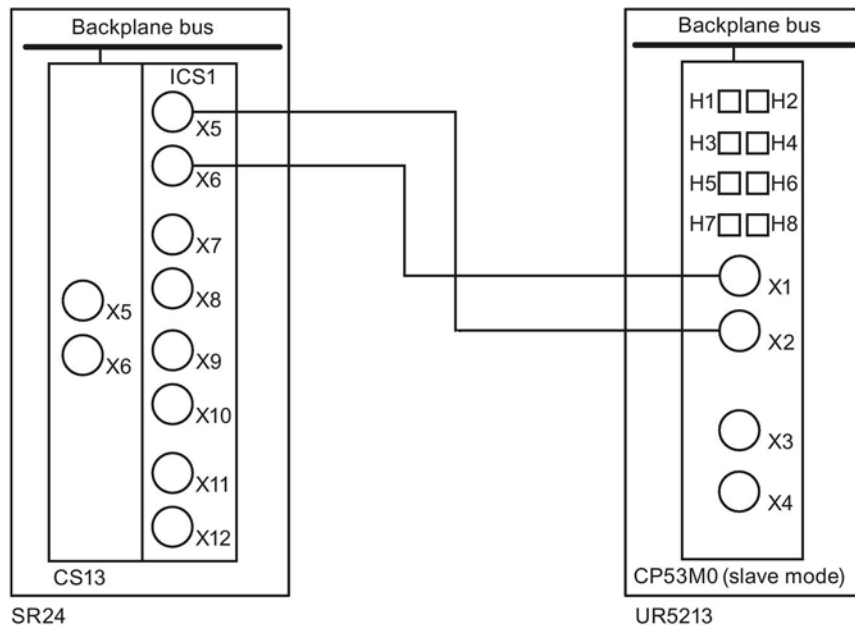 Backplane bus
ICS1
X5
X6
X7
X8
X5
X6
X9
X10
X11
X12
CS13
SR24
Backplane bus
H1 H2
H3 H4
H5 H6
H7 H8
X1
X2
X3
X4
CP53M0 (slave mode)
UR5213